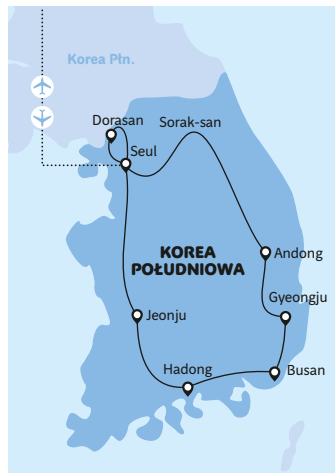 Korea Płn.
Dorasan
Sorak-san
Seul
KOREA
POŁUDNIOWA
Andong
Gyeongju
Jeonju
Hadong
Busan